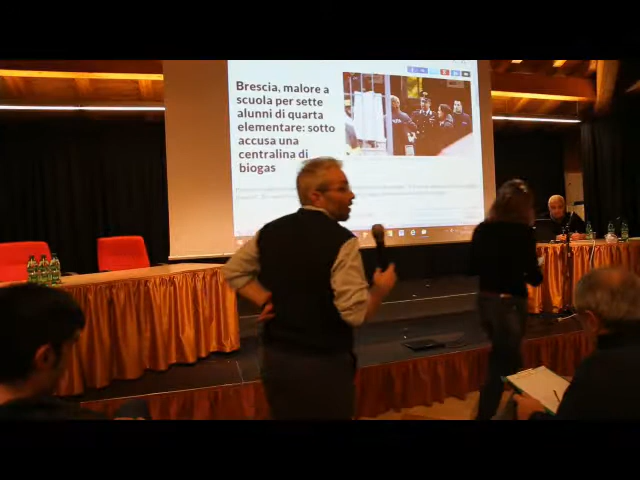 Brescia, malore a
scuola per sette
alunni di quarta
elementare: sotto
accusa una
centralina di
biogas